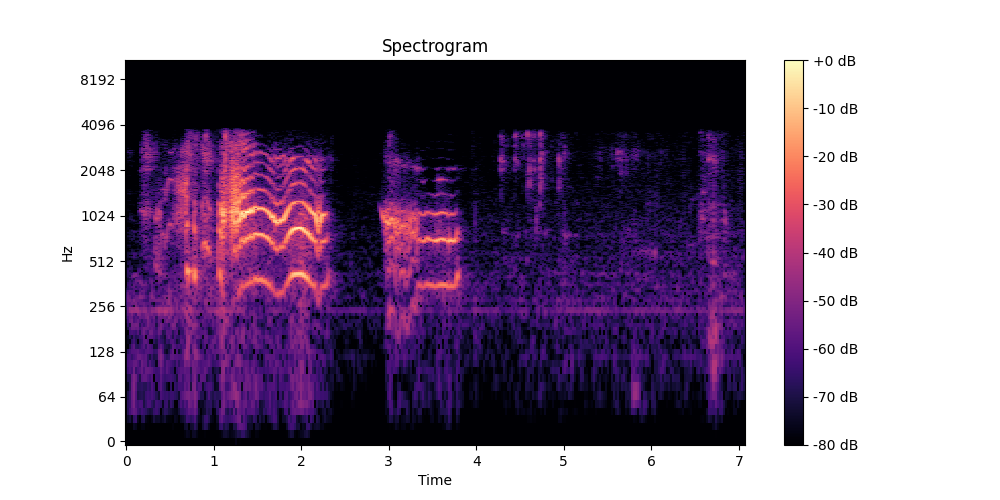 Spectrogram
8192
4096
2048
1024
512
256
128
64
0
Hz
0 1 2 3 4 5 6 7
Time
+0 dB
-10 dB
-20 dB
-30 dB
-40 dB
-50 dB
-60 dB
-70 dB
-80 dB